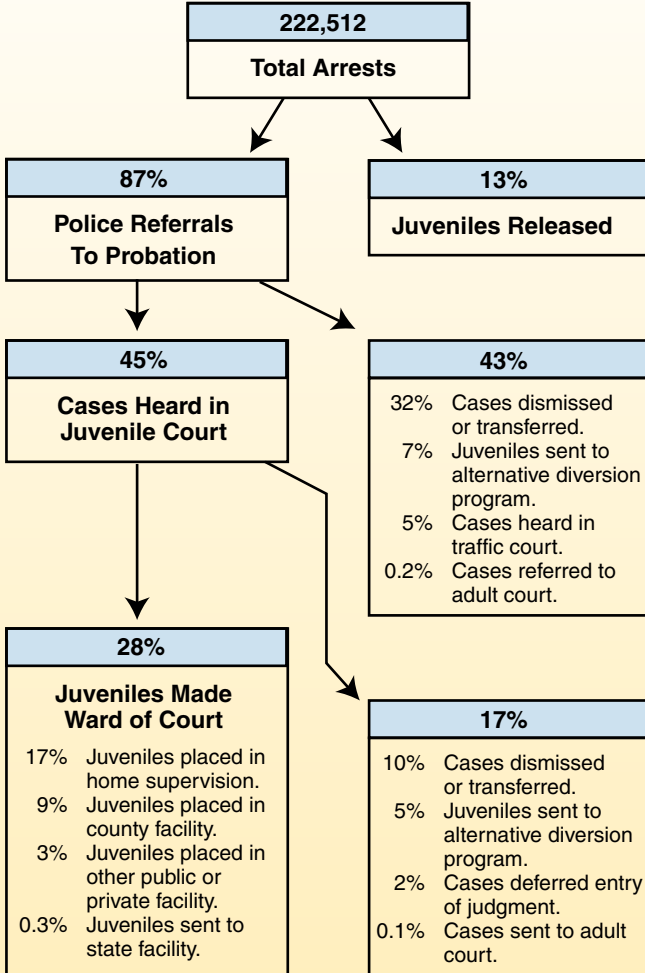 222,512
Total Arrests
87%
Police Referrals
To Probation
13%
Juveniles Released
45%
Cases Heard in
Juvenile Court
43%
32% Cases dismissed
or transferred.
7% Juveniles sent to
alternative diversion
program.
5% Cases heard in
traffic court.
0.2% Cases referred to
adult court.
28%
Juveniles Made
Ward of Court
17% Juveniles placed in
home supervision.
9% Juveniles placed in
county facility.
3% Juveniles placed in
other public or
private facility.
0.3% Juveniles sent to
state facility.
17%
10% Cases dismissed
or transferred.
5% Juveniles sent to
alternative diversion
program.
2% Cases deferred entry
of judgment.
0.1% Cases sent to adult
court.